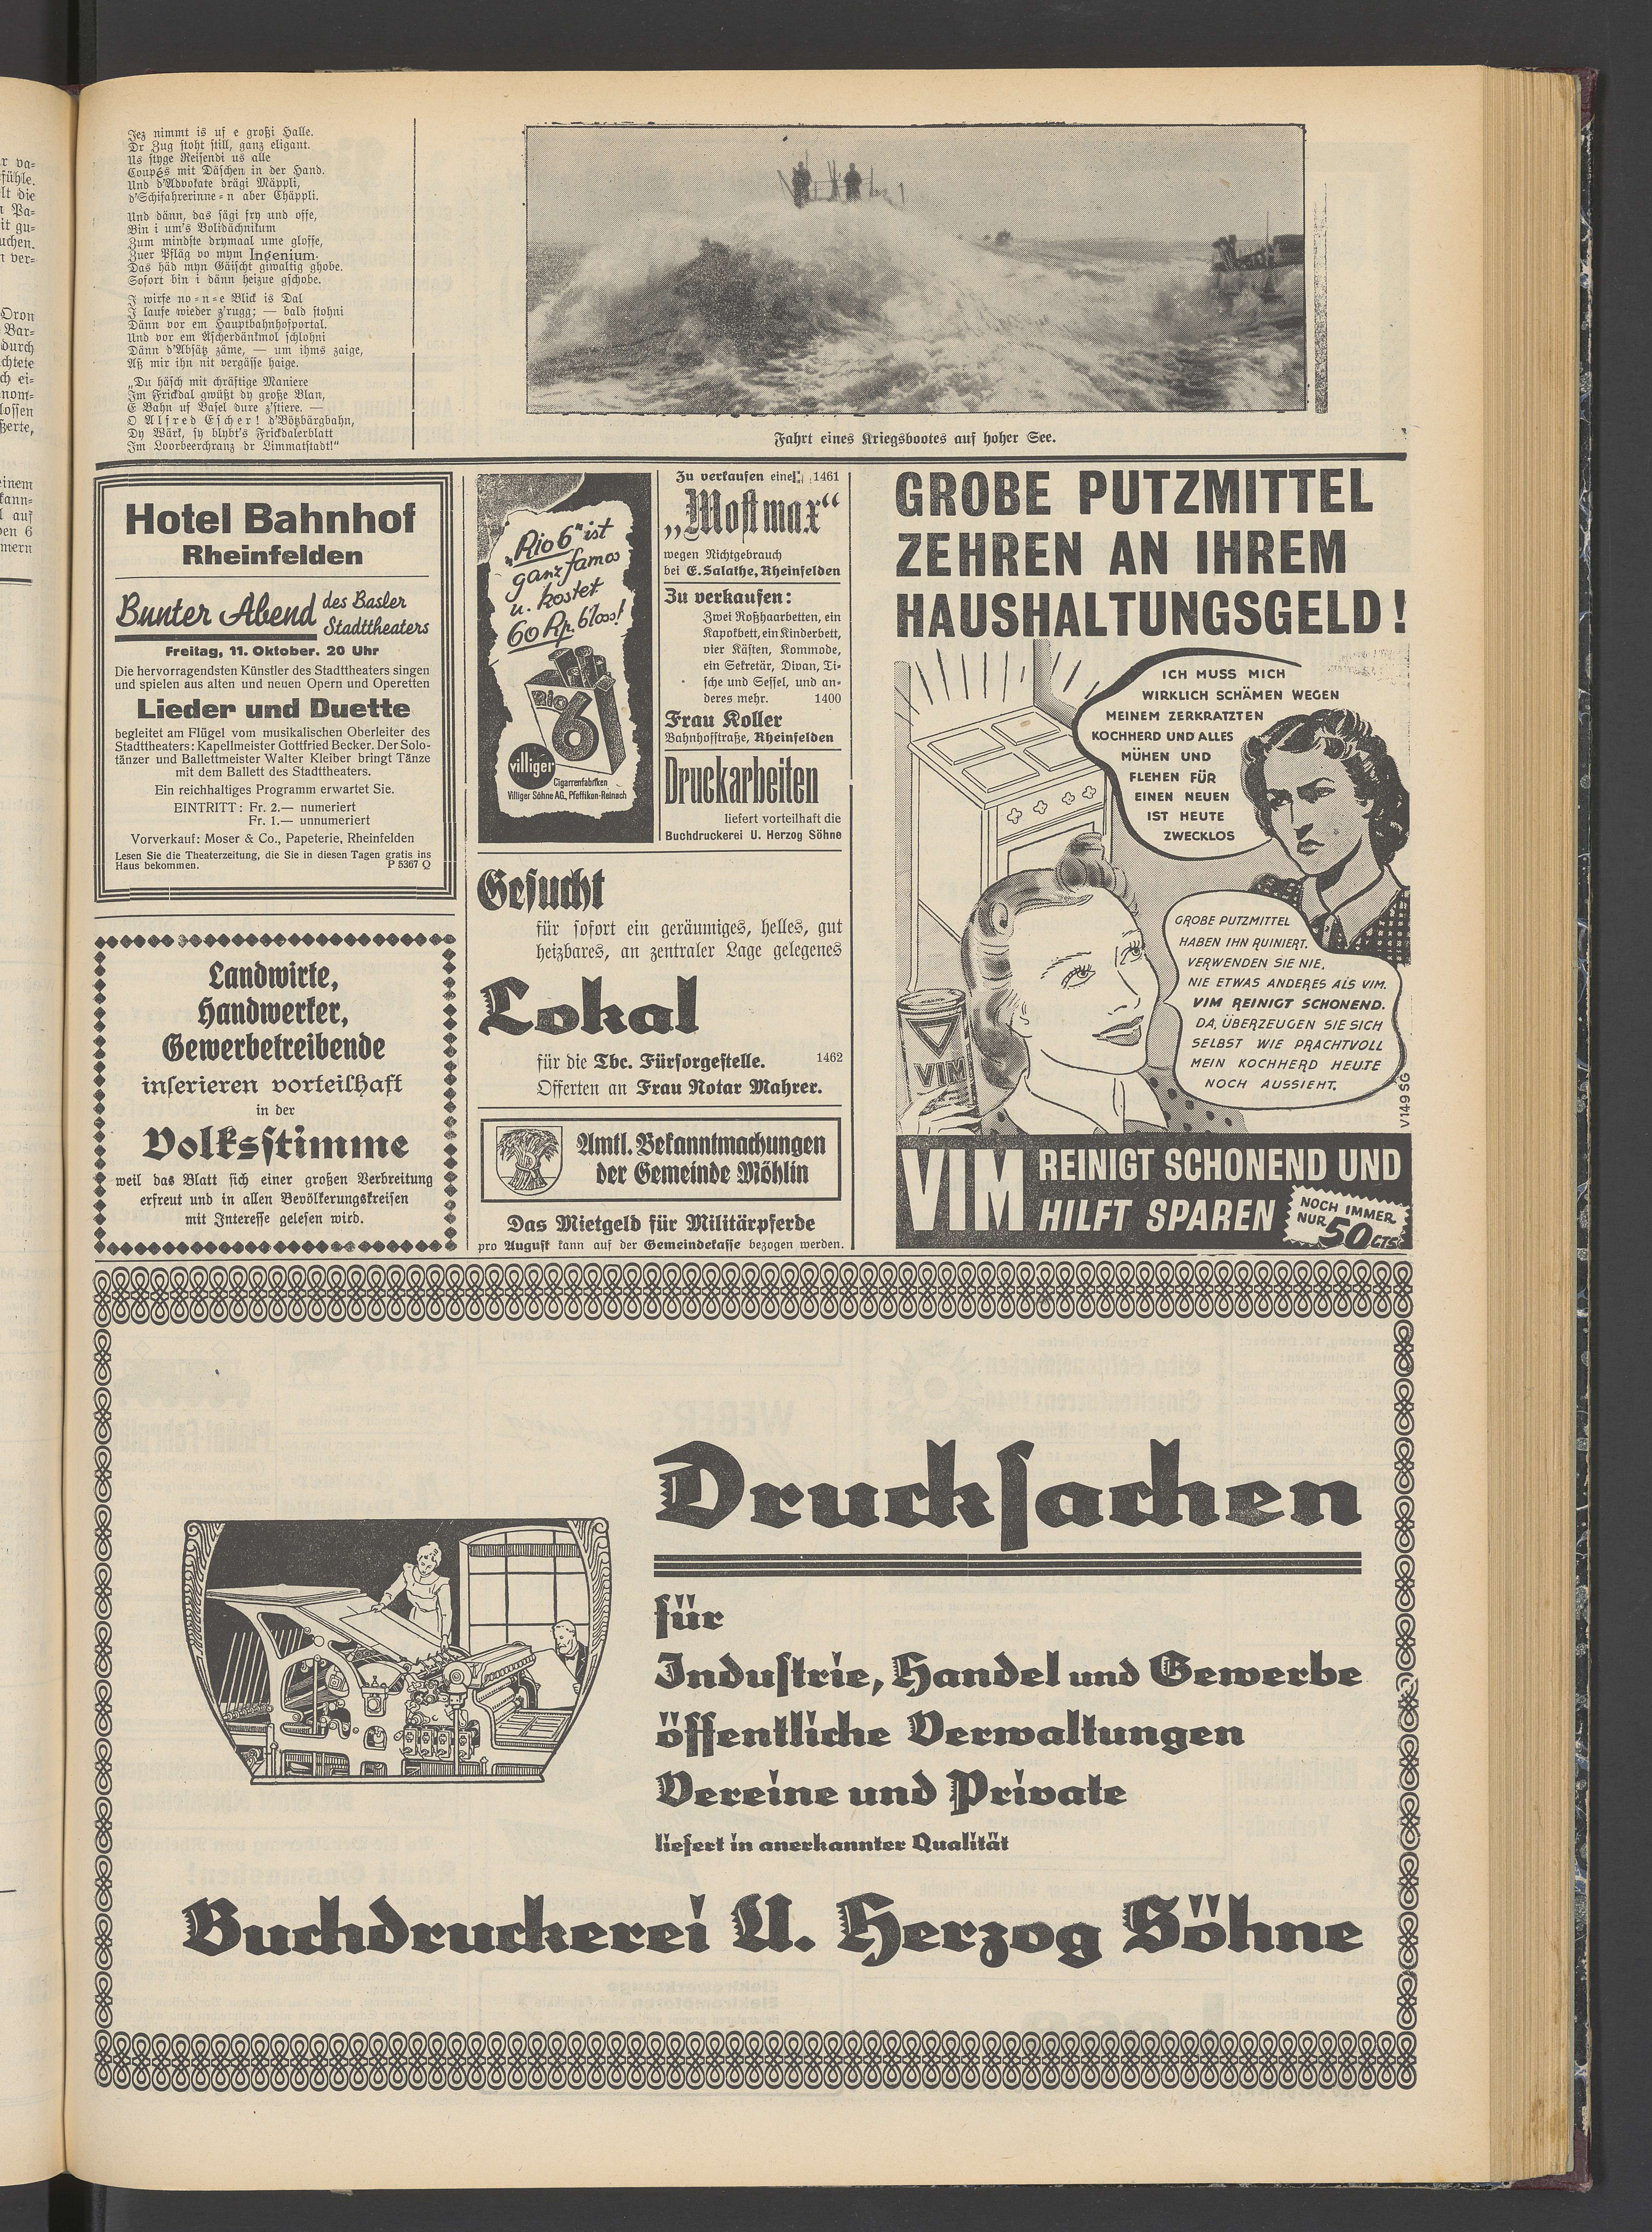 Jez nimmt is uf e großi Halle.
Dr Zug stoht still, ganz eligant.
Us styge Reisendi us alle
Coupés mit Däschen in der Hand.
Und d'Advokate drägi Mäppli,
d'Schifahrerinne=n aber Chäppli.
Und dänn, das sägi fry und offe,
Bin i um's Bolidächnikum
Zum mindste drymaal ume gloffe,
Zuer Pfläg vo mym Ingenium.
Das häd myn Gäischt giwaltig ghobe.
Sofort bin i dänn heizue gschobe.
I wirfe no=n=e Blick is Dal
I laufe wieder z'rugg; — bald stohni
Dänn vor em Hauptbahnhofportal.
Und vor em Äscherdänkmol schlohni
Dänn d'Absätz zäme, — um ihms zaige,
Aß mir ihn nit vergässe haige.
„Du häsch mit chräftige Maniere
Im Frickdal gwüßt dy große Blan,
E Bahn uf Basel dure z'stiere. —
O Alfred Escher! d'Bötzbärgbahn,
Dy Wärk, sy blybt's Frickdalerblatt
Im Loorbeerchranz dr Limmatstadt!"
Fahrt eines Kriegsbootes auf hoher See.
Hotel Bahnhof
Rheinfelden
Bunter Abend des Basler
Stadttheaters
Freitag, 11. Oktober. 20 Uhr
Die hervorragendsten Künstler des Stadttheaters singen
und spielen aus alten und neuen Opern und Operetten
Lieder und Duette
begleitet am Flügel vom musikalischen Oberleiter des
Stadttheaters: Kapellmeister Gottfried Becker. Der Solo-
tänzer und Ballettmeister Walter Kleiber bringt Tänze
mit dem Ballett des Stadttheaters.
Ein reichhaltiges Programm erwartet Sie.
EINTRITT: Fr. 2.— numeriert
Fr. 1.— unnumeriert
Vorverkauf: Moser & Co., Papeterie, Rheinfelden
Lesen Sie die Theaterzeitung, die Sie in diesen Tagen gratis ins
Haus bekommen. P 5367 Q
Landwirte,
Handwerker,
Gewerbetreibende
inserieren vorteilhaft
in der
Volksstimme
weil das Blatt sich einer großen Verbreitung
erfreut und in allen Bevölkerungskreisen
mit Interesse gelesen wird.
„Rio 6" ist
ganz famos
u. kostet
60 Rp. bloss!
Rio
6
villiger
Cigarrenfabriken
Villiger Söhne AG., Pfeffikon-Reinach
Zu verkaufen eine 1461
„Mostmax"
wegen Nichtgebrauch
bei E. Salathe, Rheinfelden
Zu verkaufen:
Zwei Roßhaarbetten, ein
Kapokbett, ein Kinderbett,
vier Kästen, Kommode,
ein Sekretär, Divan, Ti=
sche und Sessel, und an=
deres mehr. 1400
Frau Koller
Bahnhofstraße, Rheinfelden
Druckarbeiten
liefert vorteilhaft die
Buchdruckerei U. Herzog Söhne
Gesucht
für sofort ein geräumiges, helles, gut
heizbares, an zentraler Lage gelegenes
Lokal
für die Tbc. Fürsorgestelle. 1462
Offerten an Frau Notar Mahrer.
Amtl. Bekanntmachungen
der Gemeinde Möhlin
Das Mietgeld für Militärpferde
pro August kann auf der Gemeindekasse bezogen werden.
GROBE PUTZMITTEL
ZEHREN AN IHREM
HAUSHALTUNGSGELD!
ICH MUSS MICH
WIRKLICH SCHÄMEN WEGEN
MEINEM ZERKRATZTEN
KOCHHERD UND ALLES
MÜHEN UND
FLEHEN FÜR
EINEN NEUEN
IST HEUTE
ZWECKLOS
GROBE PUTZMITTEL
HABEN IHN RUINIERT.
VERWENDEN SIE NIE,
NIE ETWAS ANDERES ALS VIM.
VIM REINIGT SCHONEND.
DA, ÜBERZEUGEN SIE SICH
SELBST WIE PRACHTVOLL
MEIN KOCHHERD HEUTE
NOCH AUSSIEHT.
VIM
V 149 SG
VIM REINIGT SCHONEND UND
HILFT SPAREN
NOCH IMMER
NUR 50 CTS
Drucksachen
für
Industrie, Handel und Gewerbe
öffentliche Verwaltungen
Vereine und Private
liefert in anerkannter Qualität
Buchdruckerei U. Herzog Söhne